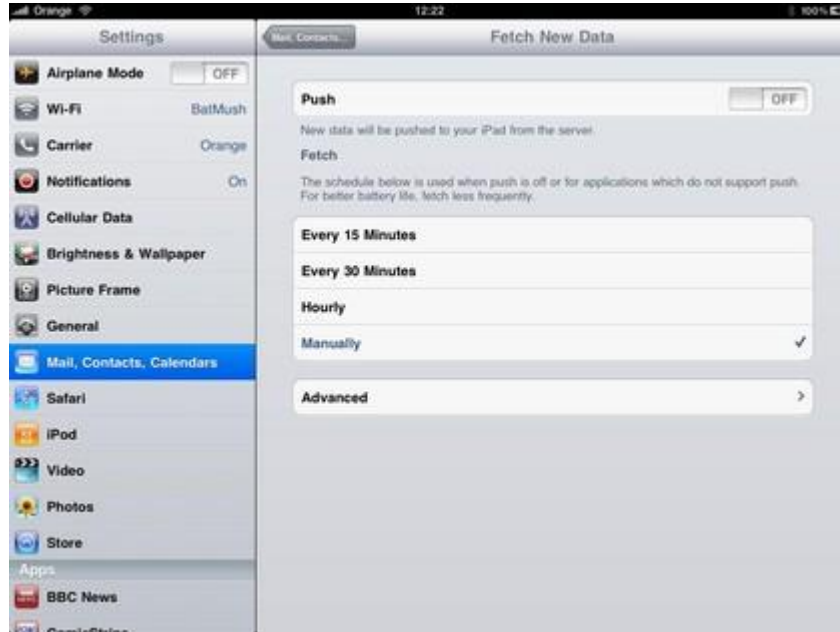 Orange 12:22 100%
Settings
Airplane Mode OFF
Wi-Fi BatMush
Carrier Orange
Notifications On
Cellular Data
Brightness & Wallpaper
Picture Frame
General
Mail, Contacts, Calendars
Safari
iPod
Video
Photos
Store
Apps
BBC News
Mail, Contacts...
Fetch New Data
Push OFF
New data will be pushed to your iPad from the server.
Fetch
The schedule below is used when push is off or for applications which do not support push.
For better battery life, fetch less frequently.
Every 15 Minutes
Every 30 Minutes
Hourly
Manually
Advanced